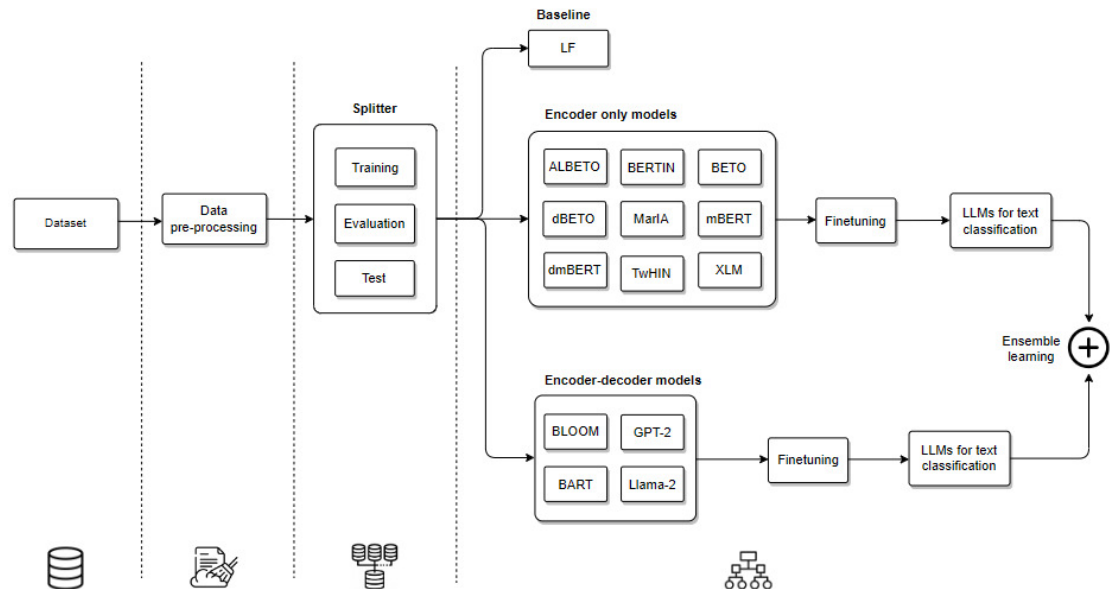 Baseline
LF
Splitter
Training
Evaluation
Test
Dataset
Data
pre-processing
Encoder only models
ALBETO
BERTIN
BETO
dBETO
MarIA
mBERT
dmBERT
TwHIN
XLM
Finetuning
LLMs for text
classification
Ensemble
learning
Encoder-decoder models
BLOOM
GPT-2
BART
Llama-2
Finetuning
LLMs for text
classification